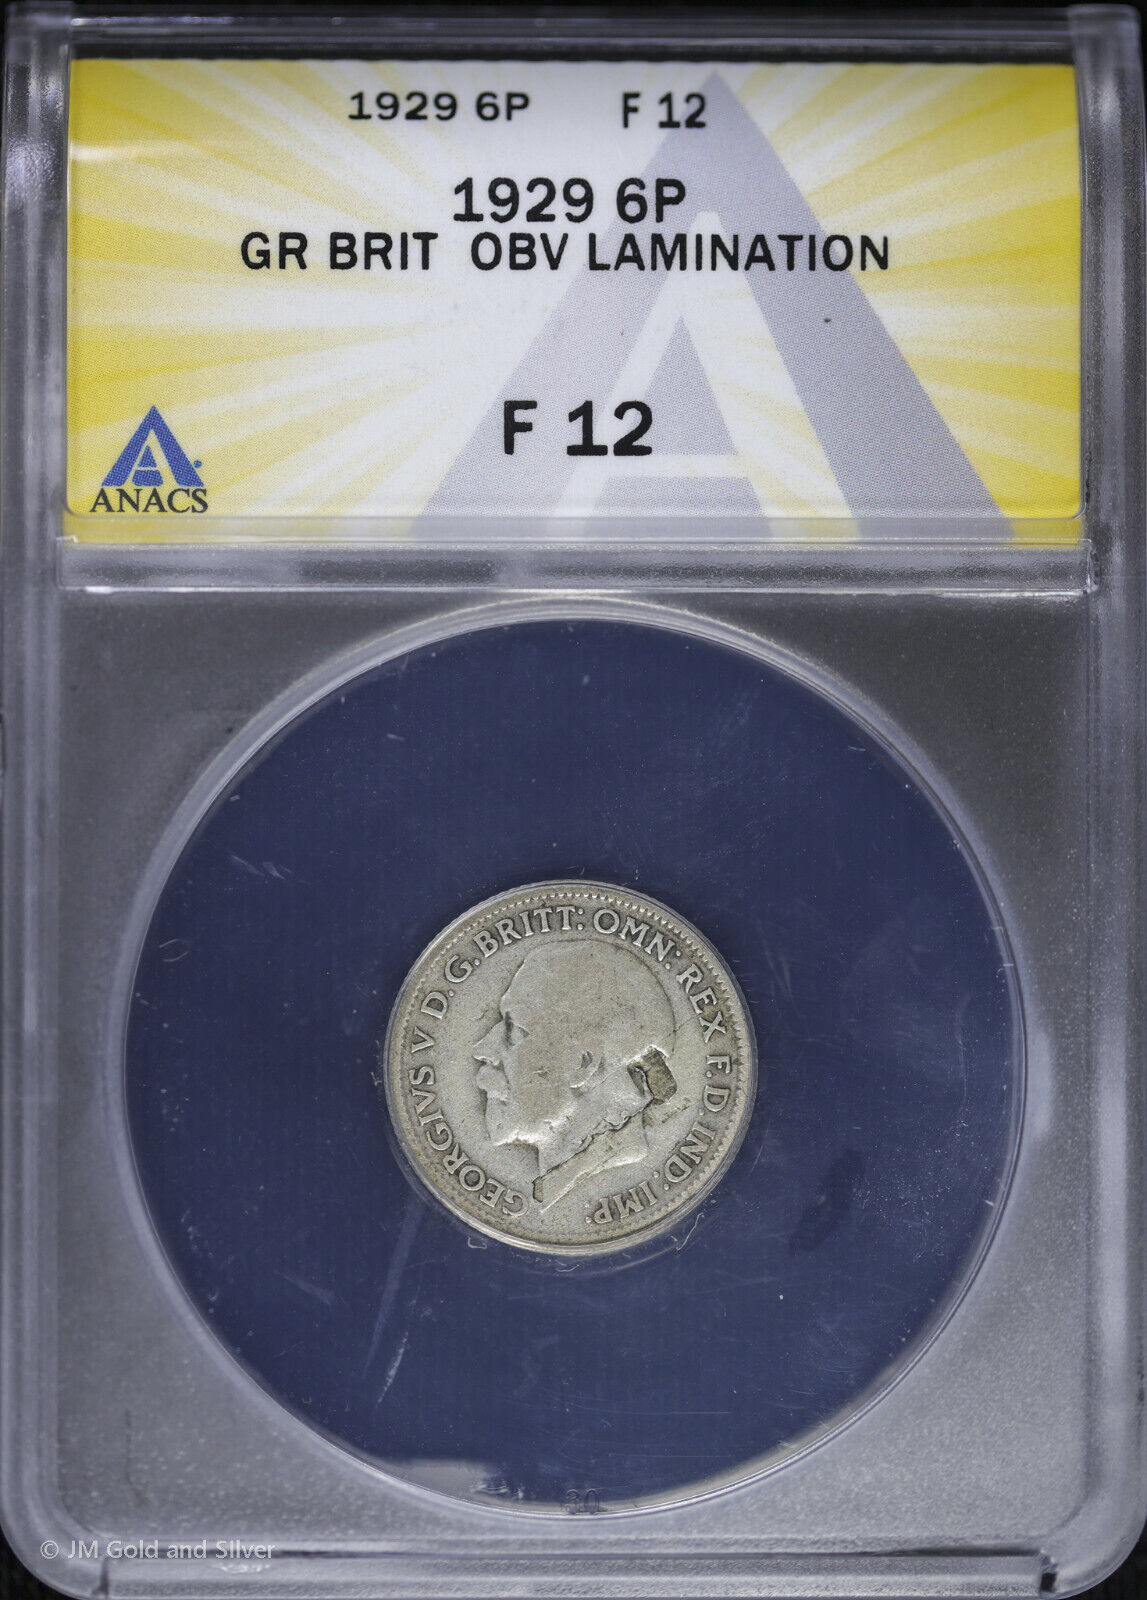 1929 6P F 12
1929 6P
GR BRIT OBV LAMINATION
F 12
ANACS
GEORGIVS V D.G.BRITT: OMN: REX F.D. IND: IMP:
30
© JM Gold and Silver